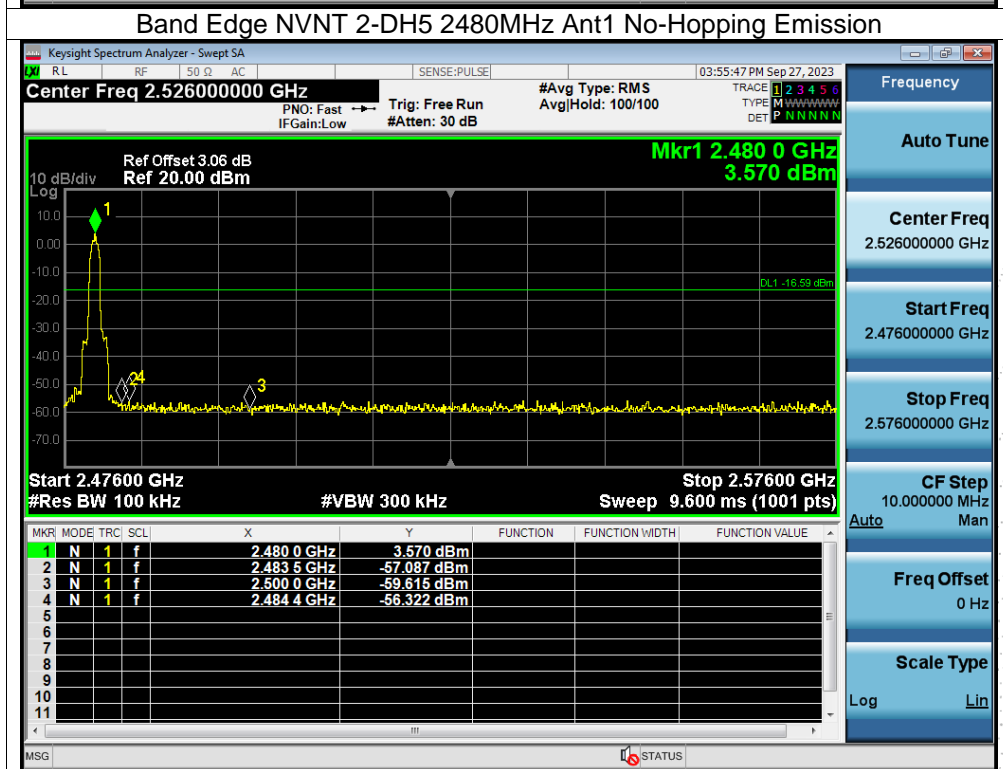 Band Edge NVNT 2-DH5 2480MHz Ant1 No-Hopping Emission
Keysight Spectrum Analyzer - Swept SA
LXI RL RF 50 Ω AC SENSE:PULSE 03:55:47 PM Sep 27, 2023
Center Freq 2.526000000 GHz
PNO: Fast
IFGain:Low
Trig: Free Run
#Atten: 30 dB
#Avg Type: RMS
Avg|Hold: 100/100
TRACE 1 2 3 4 5 6
TYPE M WWWWW
DET P N N N N N
Frequency
Auto Tune
Center Freq
2.526000000 GHz
Start Freq
2.476000000 GHz
Stop Freq
2.576000000 GHz
CF Step
10.000000 MHz
Auto Man
Freq Offset
0 Hz
Scale Type
Log Lin
Mkr1 2.480 0 GHz
3.570 dBm
Ref Offset 3.06 dB
10 dB/div Ref 20.00 dBm
Log
10.0
0.00
-10.0
-20.0
-30.0
-40.0
-50.0
-60.0
-70.0
1
2 4
3
DL1 -16.59 dBm
Start 2.47600 GHz Stop 2.57600 GHz
#Res BW 100 kHz #VBW 300 kHz Sweep 9.600 ms (1001 pts)
MKR MODE TRC SCL X Y FUNCTION FUNCTION WIDTH FUNCTION VALUE
1 N 1 f 2.480 0 GHz 3.570 dBm
2 N 1 f 2.483 5 GHz -57.087 dBm
3 N 1 f 2.500 0 GHz -59.615 dBm
4 N 1 f 2.484 4 GHz -56.322 dBm
5
6
7
8
9
10
11
MSG STATUS